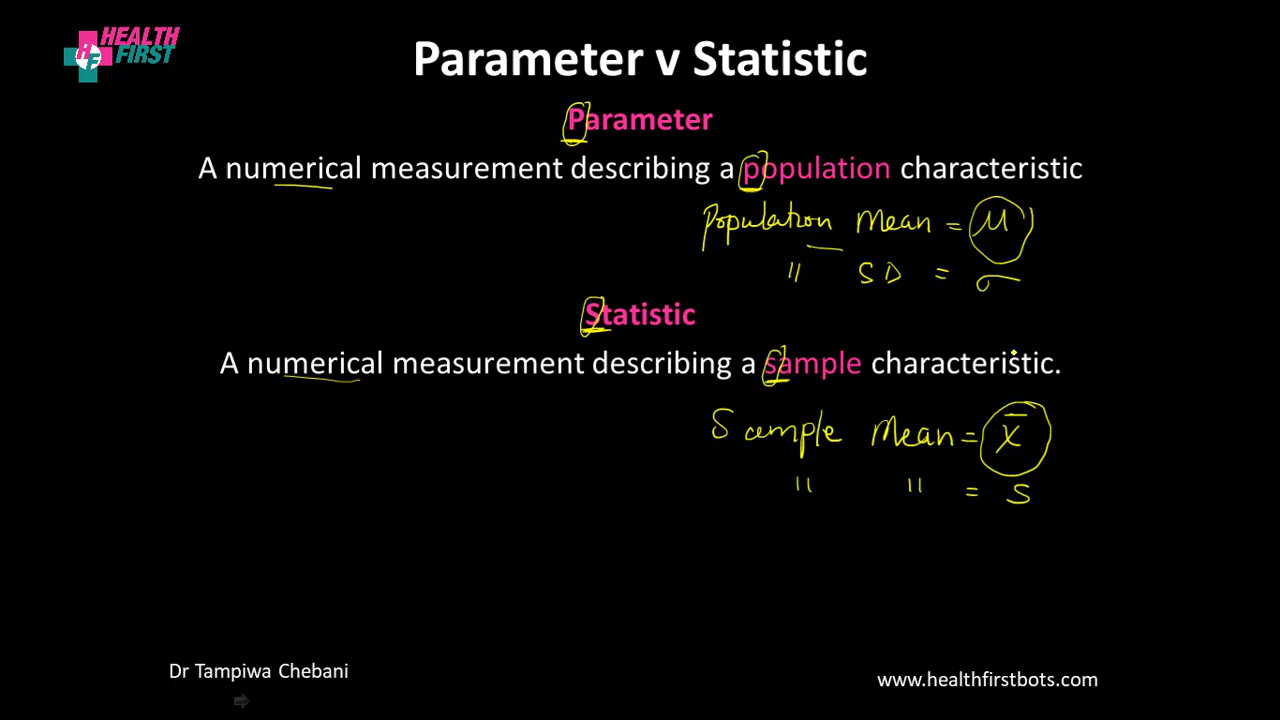 HEALTH
FIRST
HF
Parameter v Statistic
Parameter
A numerical measurement describing a population characteristic
Population Mean = μ
" SD = σ
Statistic
A numerical measurement describing a sample characteristic.
Sample Mean = x̄
" " = s
Dr Tampiwa Chebani
www.healthfirstbots.com